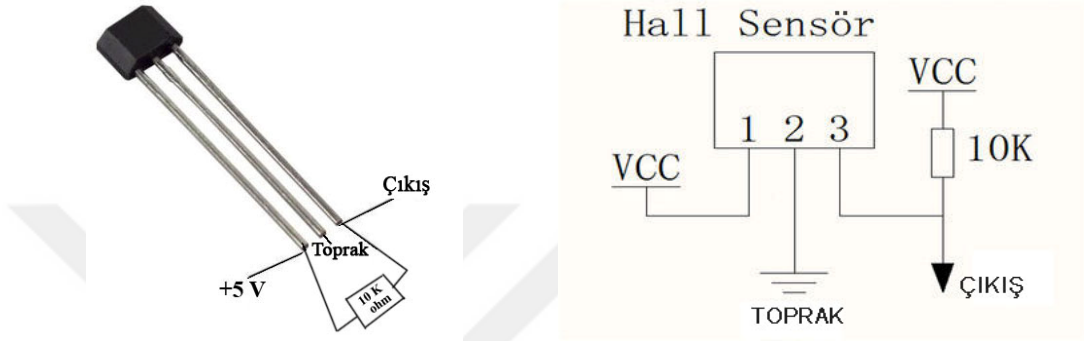 Çıkış
Toprak
+5 V
10 K
ohm
Hall Sensör
VCC
1 2 3
10K
VCC
ÇIKIŞ
TOPRAK